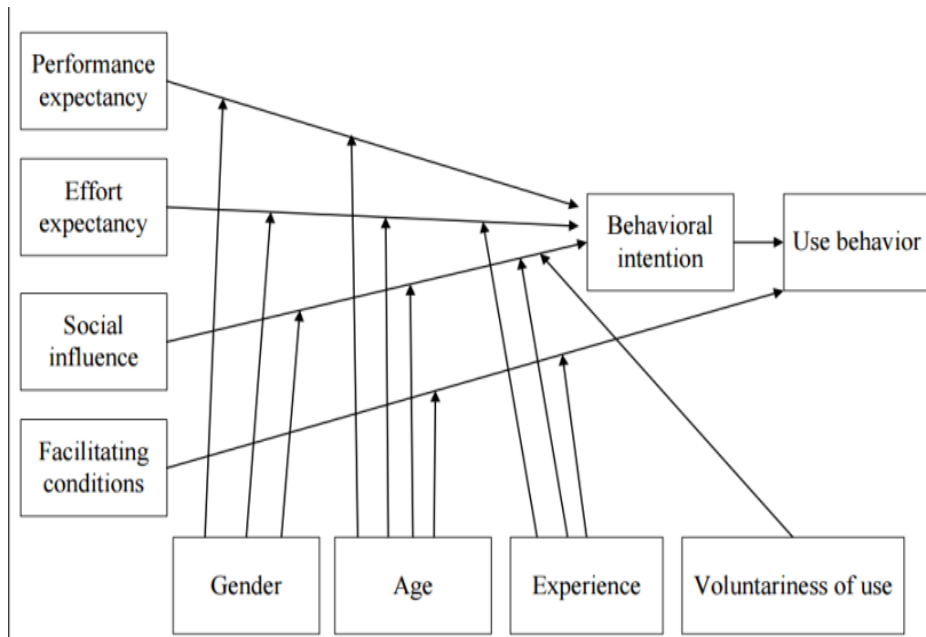 Performance
expectancy
Effort
expectancy
Social
influence
Facilitating
conditions
Behavioral
intention
Use behavior
Gender
Age
Experience
Voluntariness of use